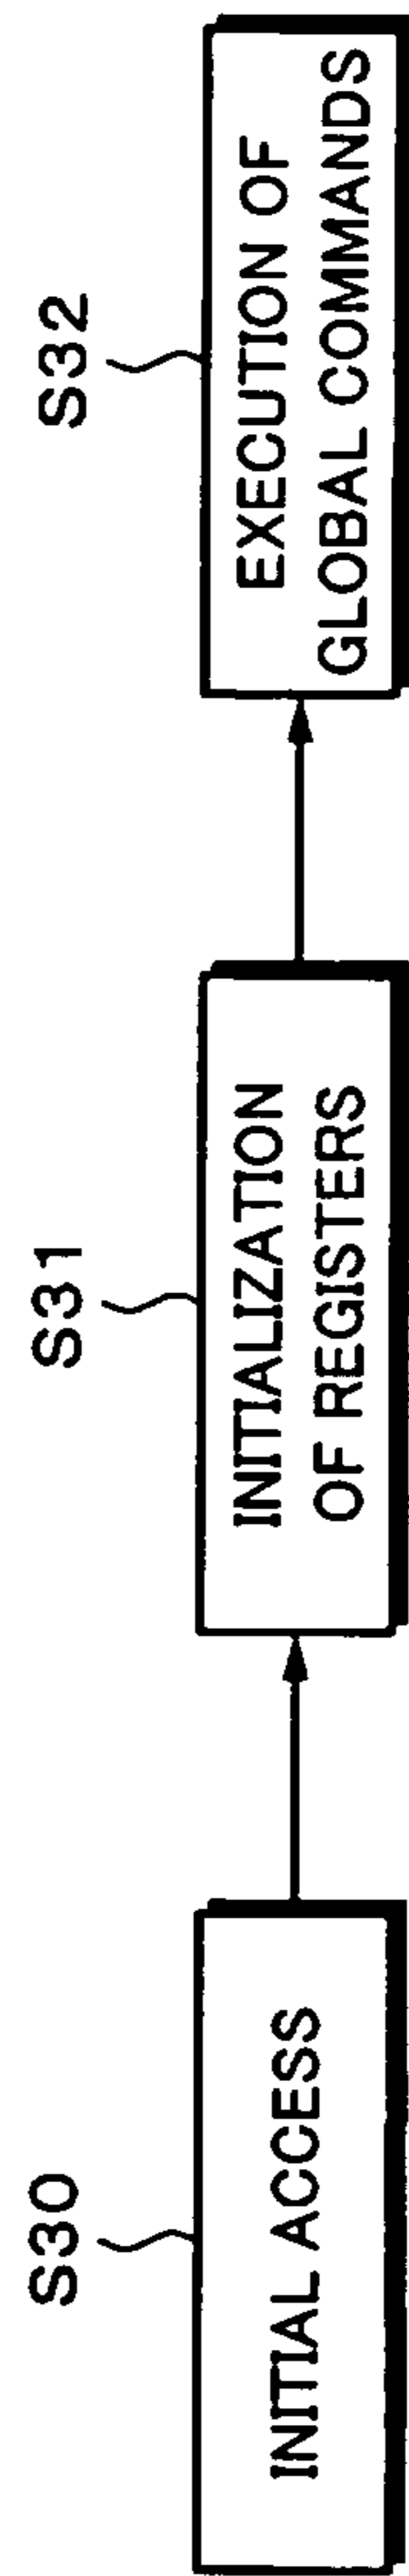 S30
INITIAL ACCESS
S31
INITIALIZATION
OF REGISTERS
S32
EXECUTION OF
GLOBAL COMMANDS